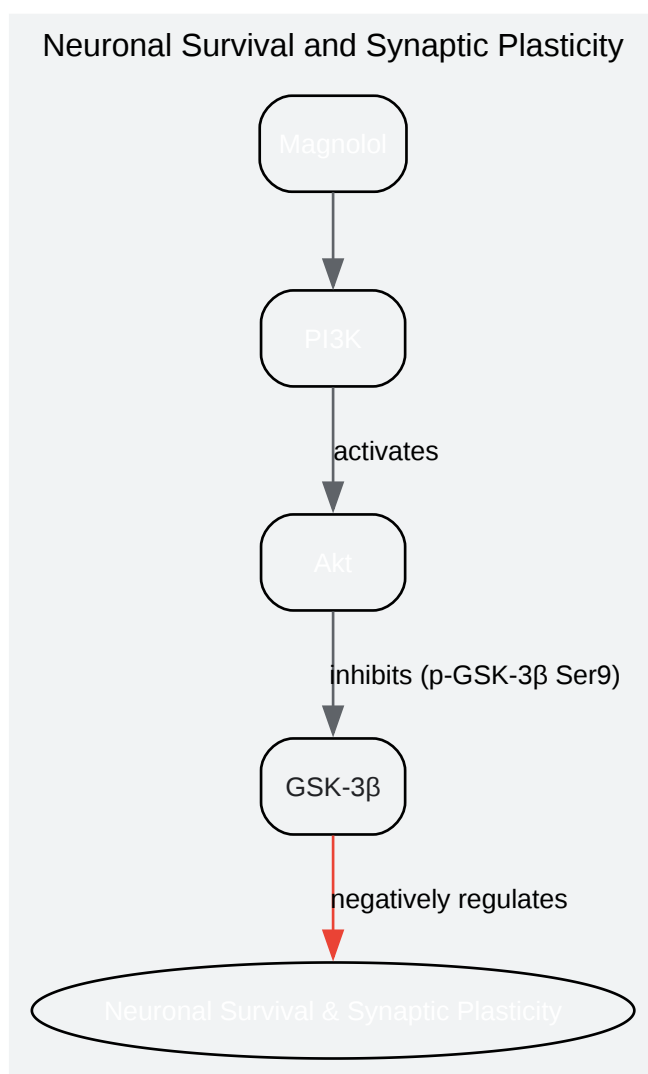 Neuronal Survival and Synaptic Plasticity
Magnolol
PI3K
activates
Akt
inhibits (p-GSK-3β Ser9)
GSK-3β
negatively regulates
Neuronal Survival & Synaptic Plasticity